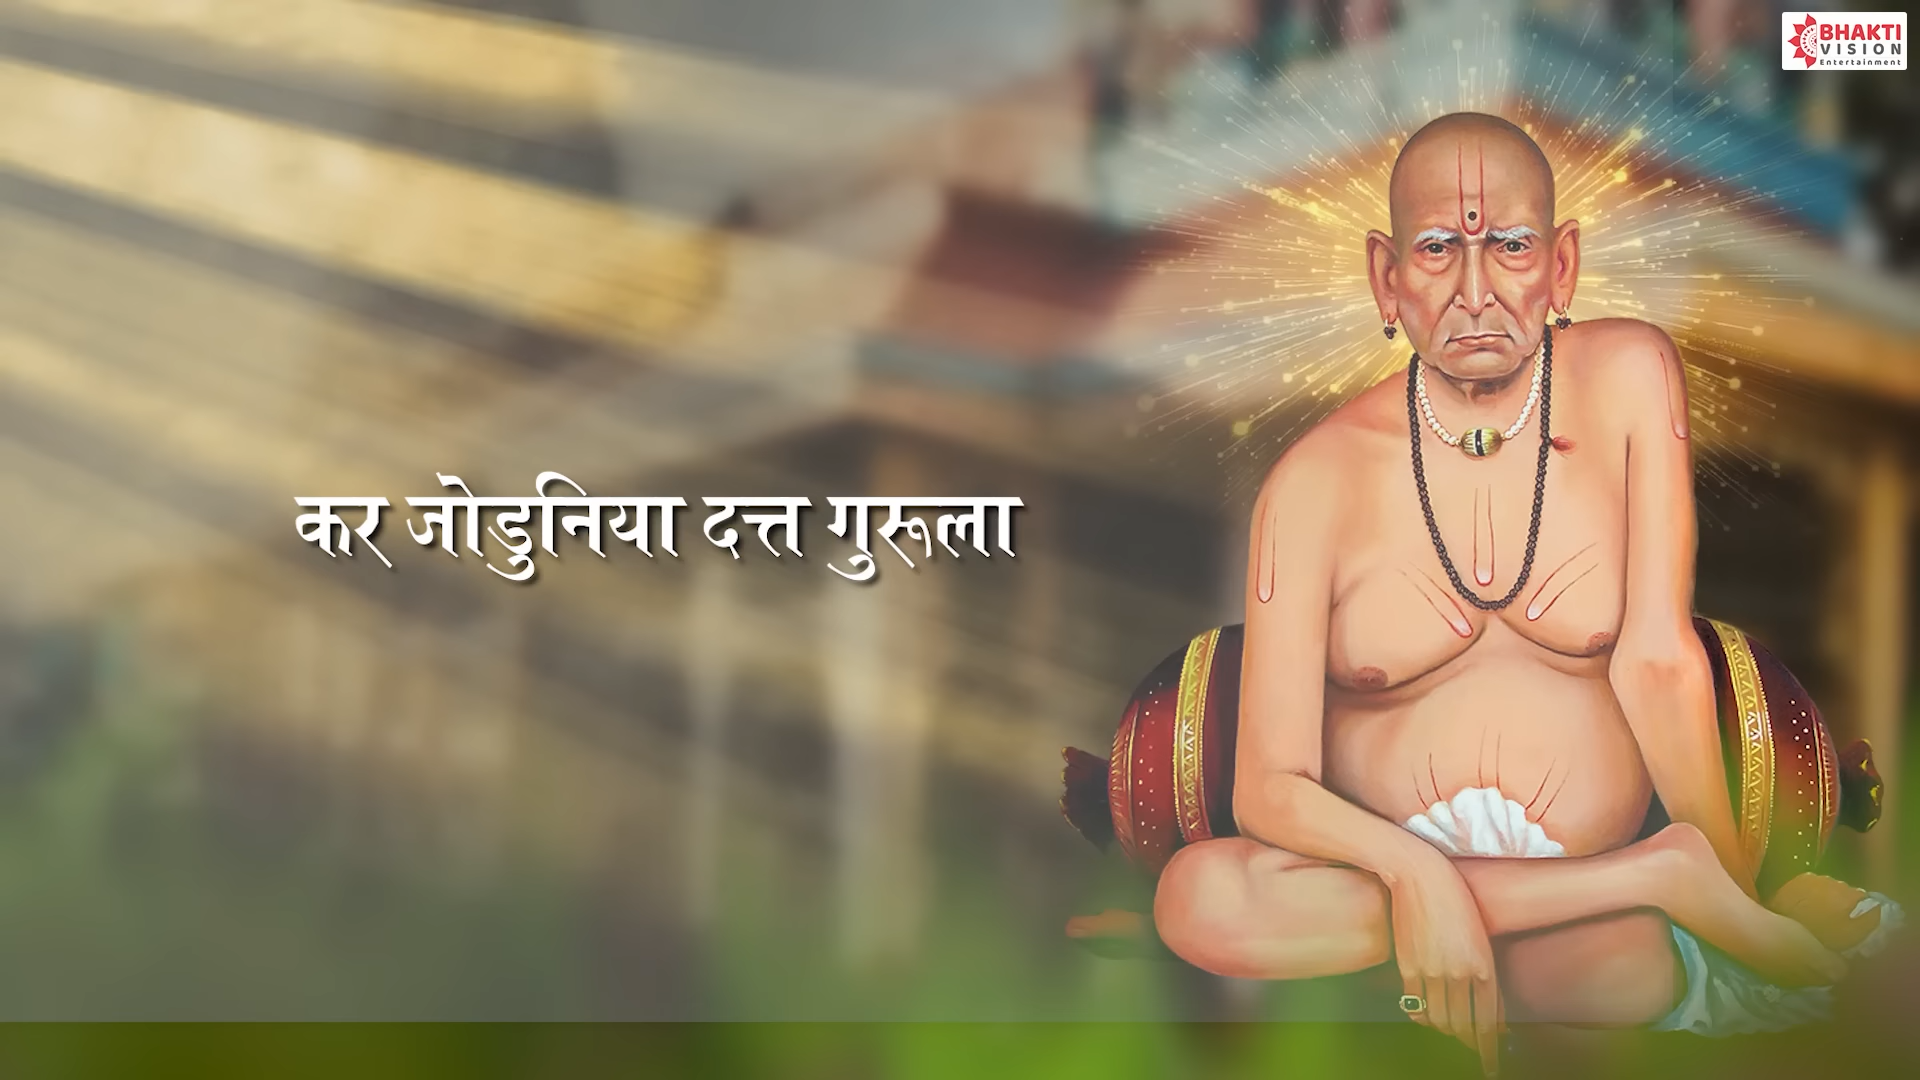 BHAKTI
VISION
Entertainment
कर जोडुनिया दत्त गुरूला